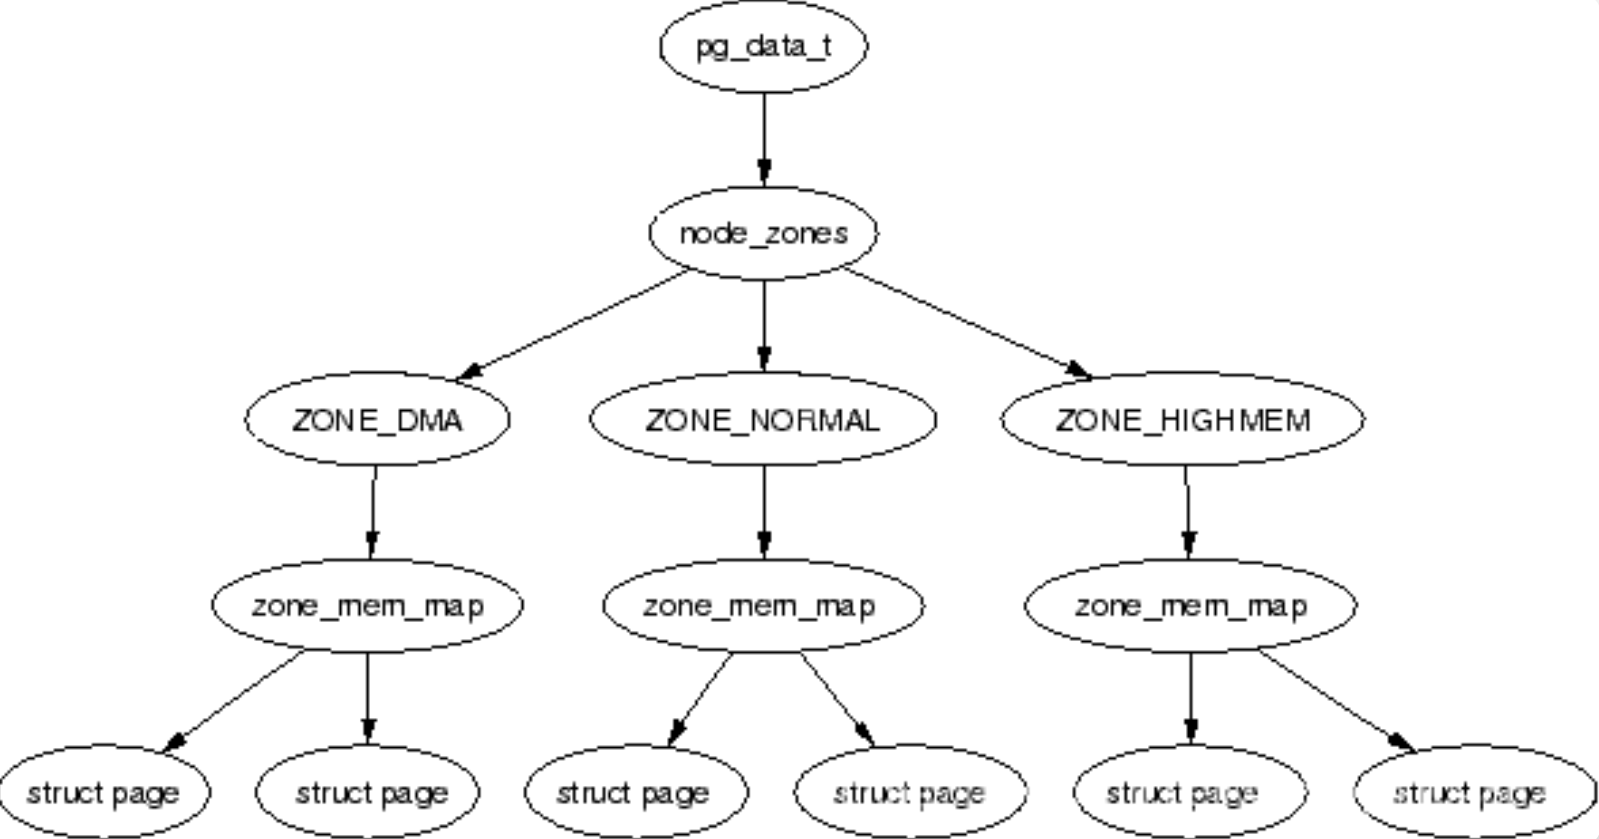 pg_data_t
node_zones
ZONE_DMA
ZONE_NORMAL
ZONE_HIGHMEM
zone_mem_map
zone_mem_map
zone_mem_map
struct page
struct page
struct page
struct page
struct page
struct page